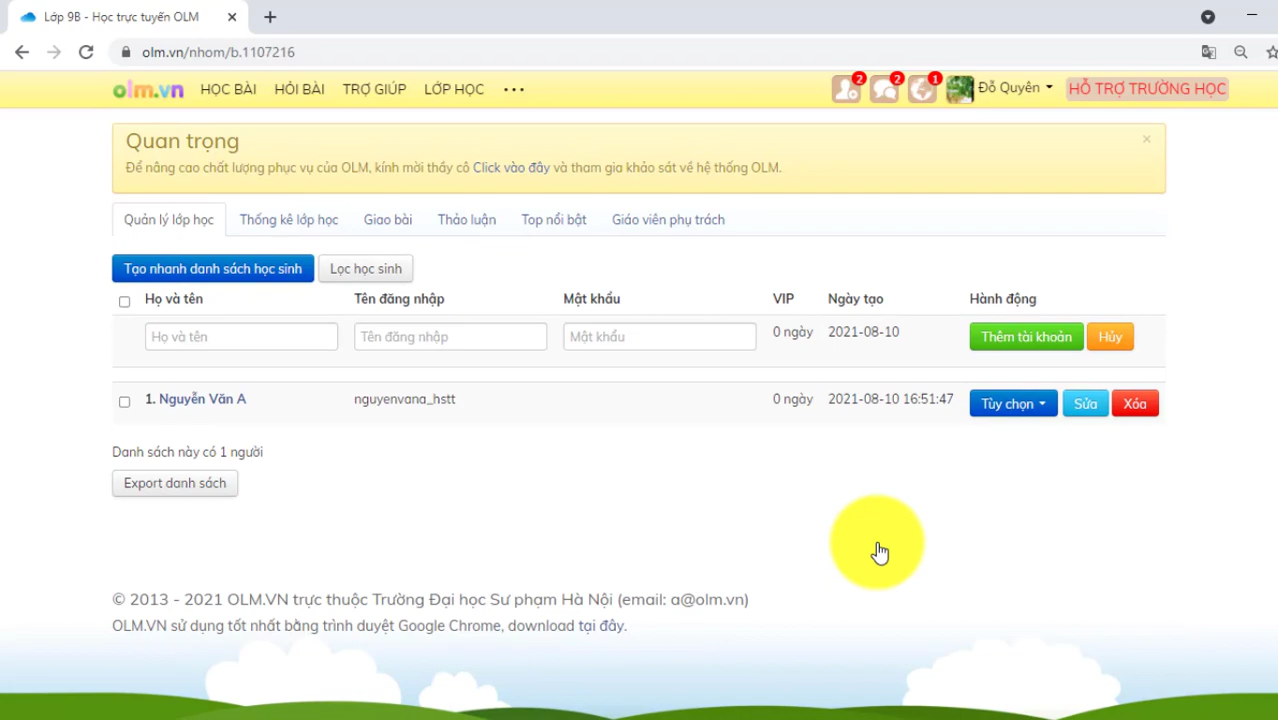 Lớp 9B - Học trực tuyến OLM
olm.vn/nhom/b.1107216
olm.vn HỌC BÀI HỎI BÀI TRỢ GIÚP LỚP HỌC ••• 2 2 1 Đỗ Quyên HỖ TRỢ TRƯỜNG HỌC
Quan trọng
Để nâng cao chất lượng phục vụ của OLM, kính mời thầy cô Click vào đây và tham gia khảo sát về hệ thống OLM.
Quản lý lớp học Thống kê lớp học Giao bài Thảo luận Top nổi bật Giáo viên phụ trách
Tạo nhanh danh sách học sinh Lọc học sinh
Họ và tên Tên đăng nhập Mật khẩu VIP Ngày tạo Hành động
Họ và tên Tên đăng nhập Mật khẩu 0 ngày 2021-08-10 Thêm tài khoản Hủy
1. Nguyễn Văn A nguyenvana_hstt 0 ngày 2021-08-10 16:51:47 Tùy chọn Sửa Xóa
Danh sách này có 1 người
Export danh sách
© 2013 - 2021 OLM.VN trực thuộc Trường Đại học Sư phạm Hà Nội (email: a@olm.vn)
OLM.VN sử dụng tốt nhất bằng trình duyệt Google Chrome, download tại đây.